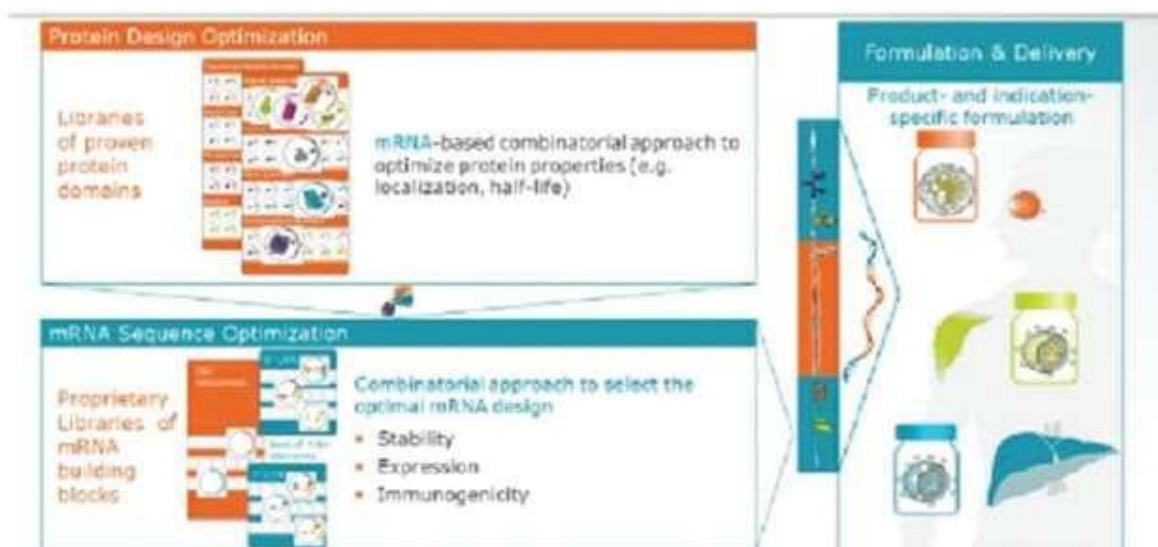 Protein Design Optimization
Libraries
of proven
protein
domains
mRNA-based combinatorial approach to
optimize protein properties (e.g.
localization, half-life)
mRNA Sequence Optimization
Proprietary
Libraries of
mRNA
building
blocks
Combinatorial approach to select the
optimal mRNA design
• Stability
• Expression
• Immunogenicity
Formulation & Delivery
Product- and indication-
specific formulation